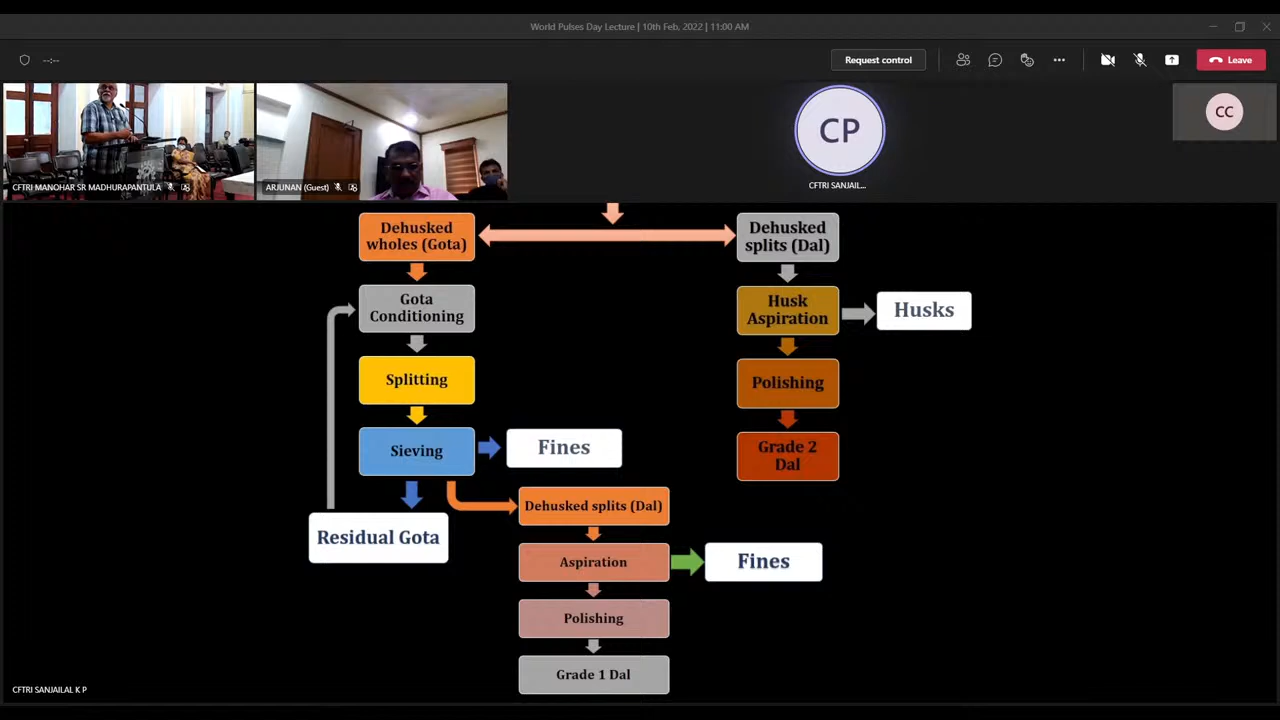 World Pulses Day Lecture | 10th Feb, 2022 | 11:00 AM
--:--
Request control
Leave
CFTRI MANOHAR SR MADHURAPANTULA
ARJUNAN (Guest)
CP
CFTRI SANJAIL...
CC
Dehusked
wholes (Gota)
Dehusked
splits (Dal)
Gota
Conditioning
Husk
Aspiration
Husks
Splitting
Polishing
Sieving
Fines
Grade 2
Dal
Residual Gota
Dehusked splits (Dal)
Aspiration
Fines
Polishing
Grade 1 Dal
CFTRI SANJAILAL K P